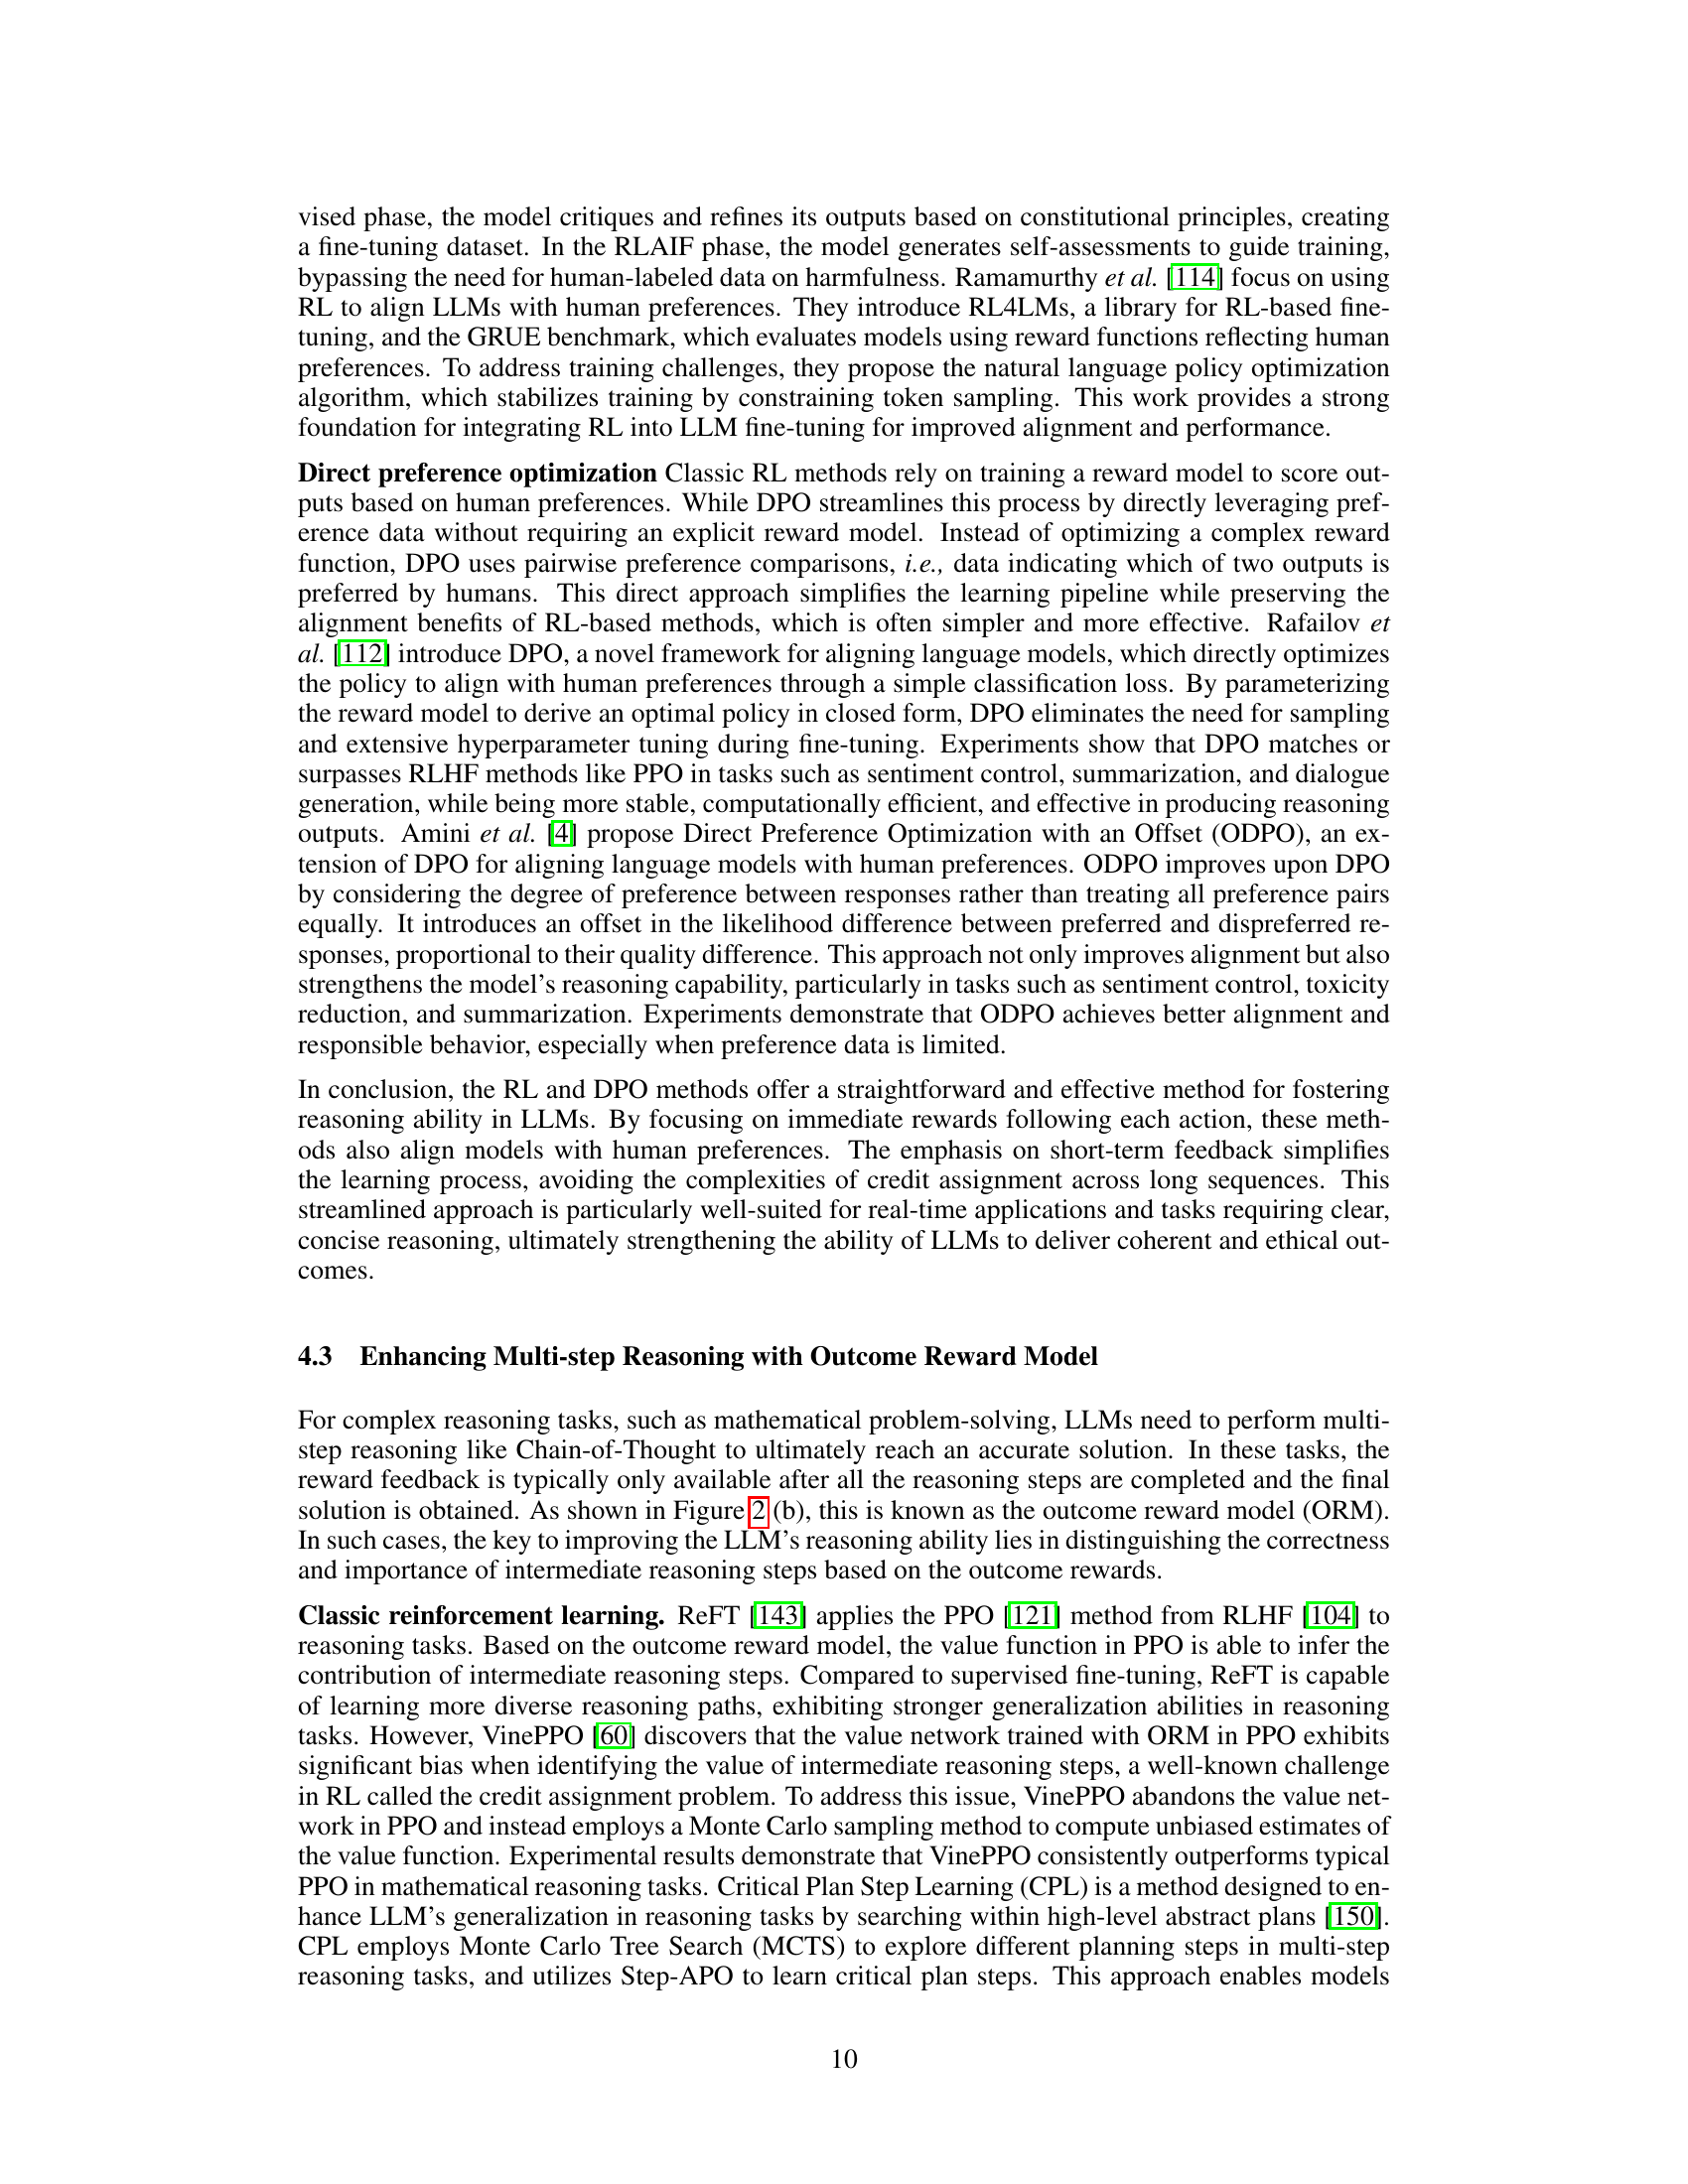 vised phase, the model critiques and refines its outputs based on constitutional principles, creating
a fine-tuning dataset. In the RLAIF phase, the model generates self-assessments to guide training,
bypassing the need for human-labeled data on harmfulness. Ramamurthy et al. [114] focus on using
RL to align LLMs with human preferences. They introduce RL4LMs, a library for RL-based fine-
tuning, and the GRUE benchmark, which evaluates models using reward functions reflecting human
preferences. To address training challenges, they propose the natural language policy optimization
algorithm, which stabilizes training by constraining token sampling. This work provides a strong
foundation for integrating RL into LLM fine-tuning for improved alignment and performance.
Direct preference optimization Classic RL methods rely on training a reward model to score out-
puts based on human preferences. While DPO streamlines this process by directly leveraging pref-
erence data without requiring an explicit reward model. Instead of optimizing a complex reward
function, DPO uses pairwise preference comparisons, i.e., data indicating which of two outputs is
preferred by humans. This direct approach simplifies the learning pipeline while preserving the
alignment benefits of RL-based methods, which is often simpler and more effective. Rafailov et
al. [112] introduce DPO, a novel framework for aligning language models, which directly optimizes
the policy to align with human preferences through a simple classification loss. By parameterizing
the reward model to derive an optimal policy in closed form, DPO eliminates the need for sampling
and extensive hyperparameter tuning during fine-tuning. Experiments show that DPO matches or
surpasses RLHF methods like PPO in tasks such as sentiment control, summarization, and dialogue
generation, while being more stable, computationally efficient, and effective in producing reasoning
outputs. Amini et al. [4] propose Direct Preference Optimization with an Offset (ODPO), an ex-
tension of DPO for aligning language models with human preferences. ODPO improves upon DPO
by considering the degree of preference between responses rather than treating all preference pairs
equally. It introduces an offset in the likelihood difference between preferred and dispreferred re-
sponses, proportional to their quality difference. This approach not only improves alignment but also
strengthens the model's reasoning capability, particularly in tasks such as sentiment control, toxicity
reduction, and summarization. Experiments demonstrate that ODPO achieves better alignment and
responsible behavior, especially when preference data is limited.
In conclusion, the RL and DPO methods offer a straightforward and effective method for fostering
reasoning ability in LLMs. By focusing on immediate rewards following each action, these meth-
ods also align models with human preferences. The emphasis on short-term feedback simplifies
the learning process, avoiding the complexities of credit assignment across long sequences. This
streamlined approach is particularly well-suited for real-time applications and tasks requiring clear,
concise reasoning, ultimately strengthening the ability of LLMs to deliver coherent and ethical out-
comes.
4.3 Enhancing Multi-step Reasoning with Outcome Reward Model
For complex reasoning tasks, such as mathematical problem-solving, LLMs need to perform multi-
step reasoning like Chain-of-Thought to ultimately reach an accurate solution. In these tasks, the
reward feedback is typically only available after all the reasoning steps are completed and the final
solution is obtained. As shown in Figure 2 (b), this is known as the outcome reward model (ORM).
In such cases, the key to improving the LLM's reasoning ability lies in distinguishing the correctness
and importance of intermediate reasoning steps based on the outcome rewards.
Classic reinforcement learning. ReFT [143] applies the PPO [121] method from RLHF [104] to
reasoning tasks. Based on the outcome reward model, the value function in PPO is able to infer the
contribution of intermediate reasoning steps. Compared to supervised fine-tuning, ReFT is capable
of learning more diverse reasoning paths, exhibiting stronger generalization abilities in reasoning
tasks. However, VinePPO [60] discovers that the value network trained with ORM in PPO exhibits
significant bias when identifying the value of intermediate reasoning steps, a well-known challenge
in RL called the credit assignment problem. To address this issue, VinePPO abandons the value net-
work in PPO and instead employs a Monte Carlo sampling method to compute unbiased estimates of
the value function. Experimental results demonstrate that VinePPO consistently outperforms typical
PPO in mathematical reasoning tasks. Critical Plan Step Learning (CPL) is a method designed to en-
hance LLM's generalization in reasoning tasks by searching within high-level abstract plans [150].
CPL employs Monte Carlo Tree Search (MCTS) to explore different planning steps in multi-step
reasoning tasks, and utilizes Step-APO to learn critical plan steps. This approach enables models
10